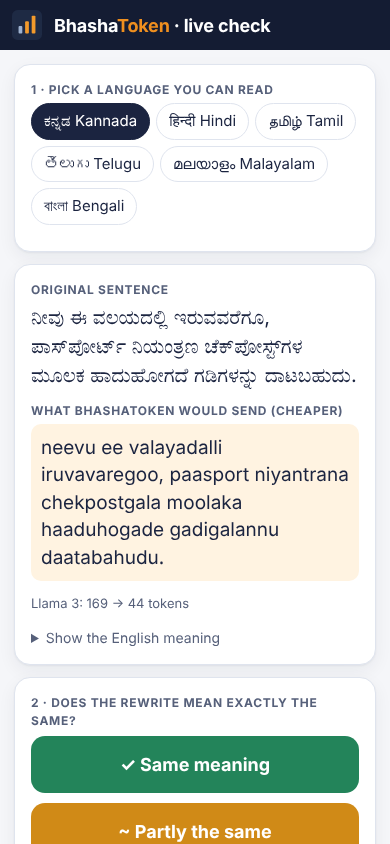 BhashaToken · live check
1 · PICK A LANGUAGE YOU CAN READ
ಕನ್ನಡ Kannada
हिन्दी Hindi
தமிழ் Tamil
తెలుగు Telugu
മലയാളം Malayalam
বাংলা Bengali
ORIGINAL SENTENCE
ನೀವು ಈ ವಲಯದಲ್ಲಿ ಇರುವವರೆಗೂ,
ಪಾಸ್‌ಪೋರ್ಟ್ ನಿಯಂತ್ರಣ ಚೆಕ್‌ಪೋಸ್ಟ್‌ಗಳ
ಮೂಲಕ ಹಾದುಹೋಗದೆ ಗಡಿಗಳನ್ನು ದಾಟಬಹುದು.
WHAT BHASHATOKEN WOULD SEND (CHEAPER)
neevu ee valayadalli
iruvavaregoo, paasport niyantrana
chekpostgala moolaka
haaduhogade gadigalannu
daatabahudu.
Llama 3: 169 → 44 tokens
▶ Show the English meaning
2 · DOES THE REWRITE MEAN EXACTLY THE
SAME?
✓ Same meaning
~ Partly the same